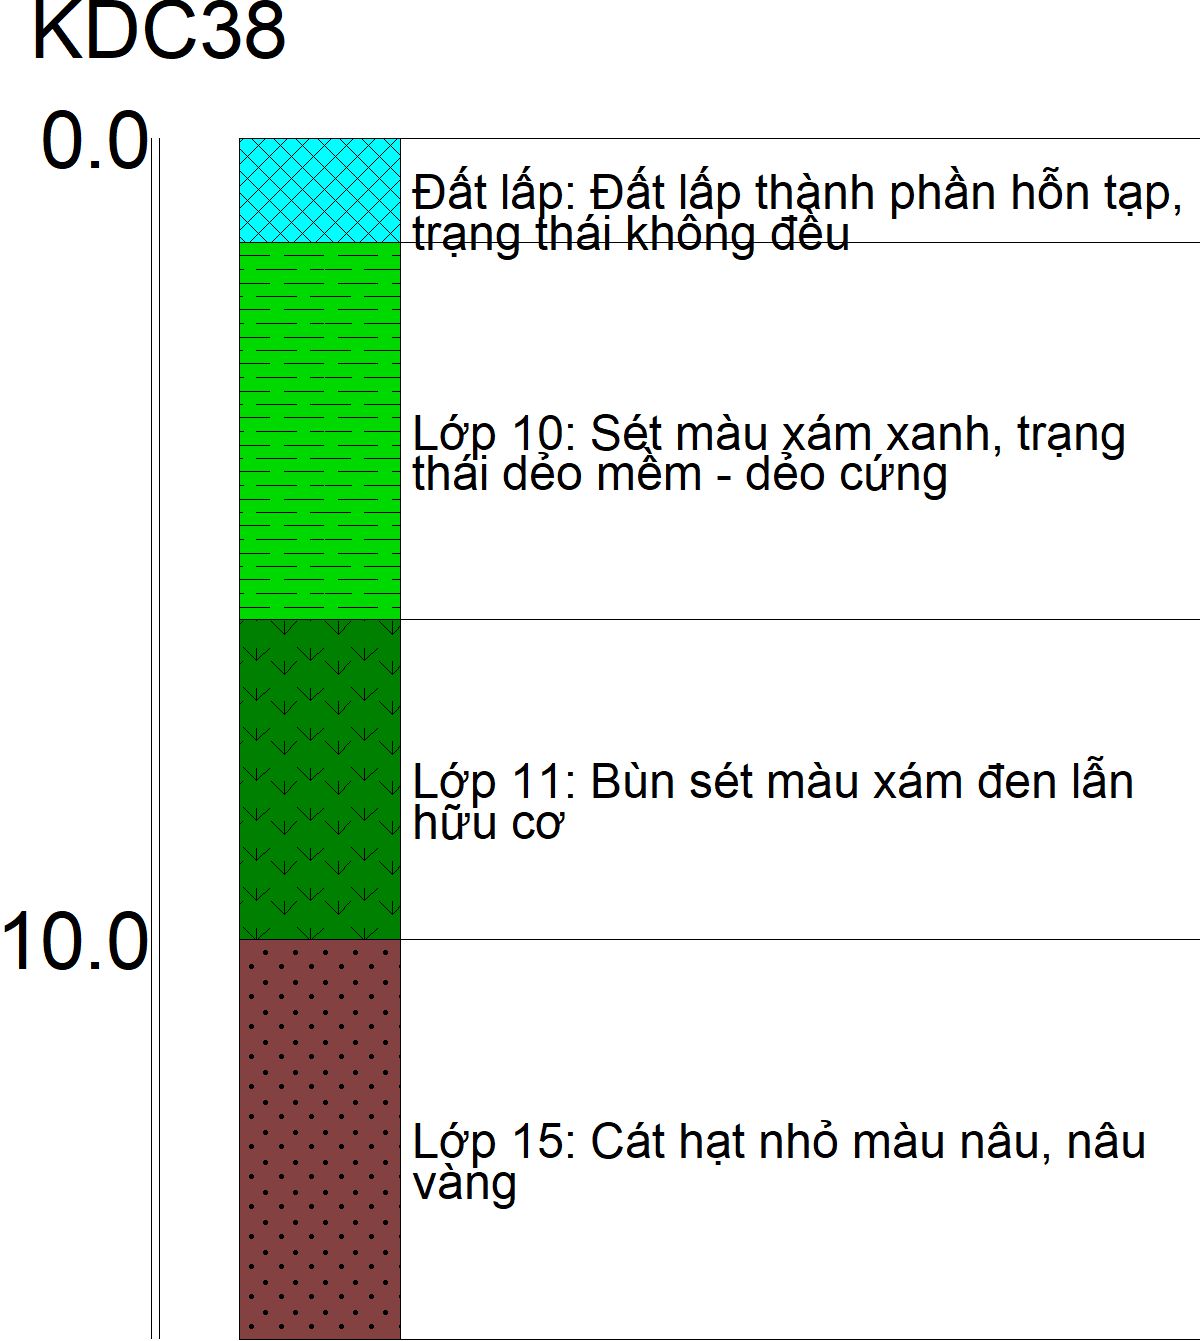 KDC38
0.0
Đất lấp: Đất lấp thành phần hỗn tạp,
trạng thái không đều
Lớp 10: Sét màu xám xanh, trạng
thái dẻo mềm - dẻo cứng
Lớp 11: Bùn sét màu xám đen lẫn
hữu cơ
10.0
Lớp 15: Cát hạt nhỏ màu nâu, nâu
vàng